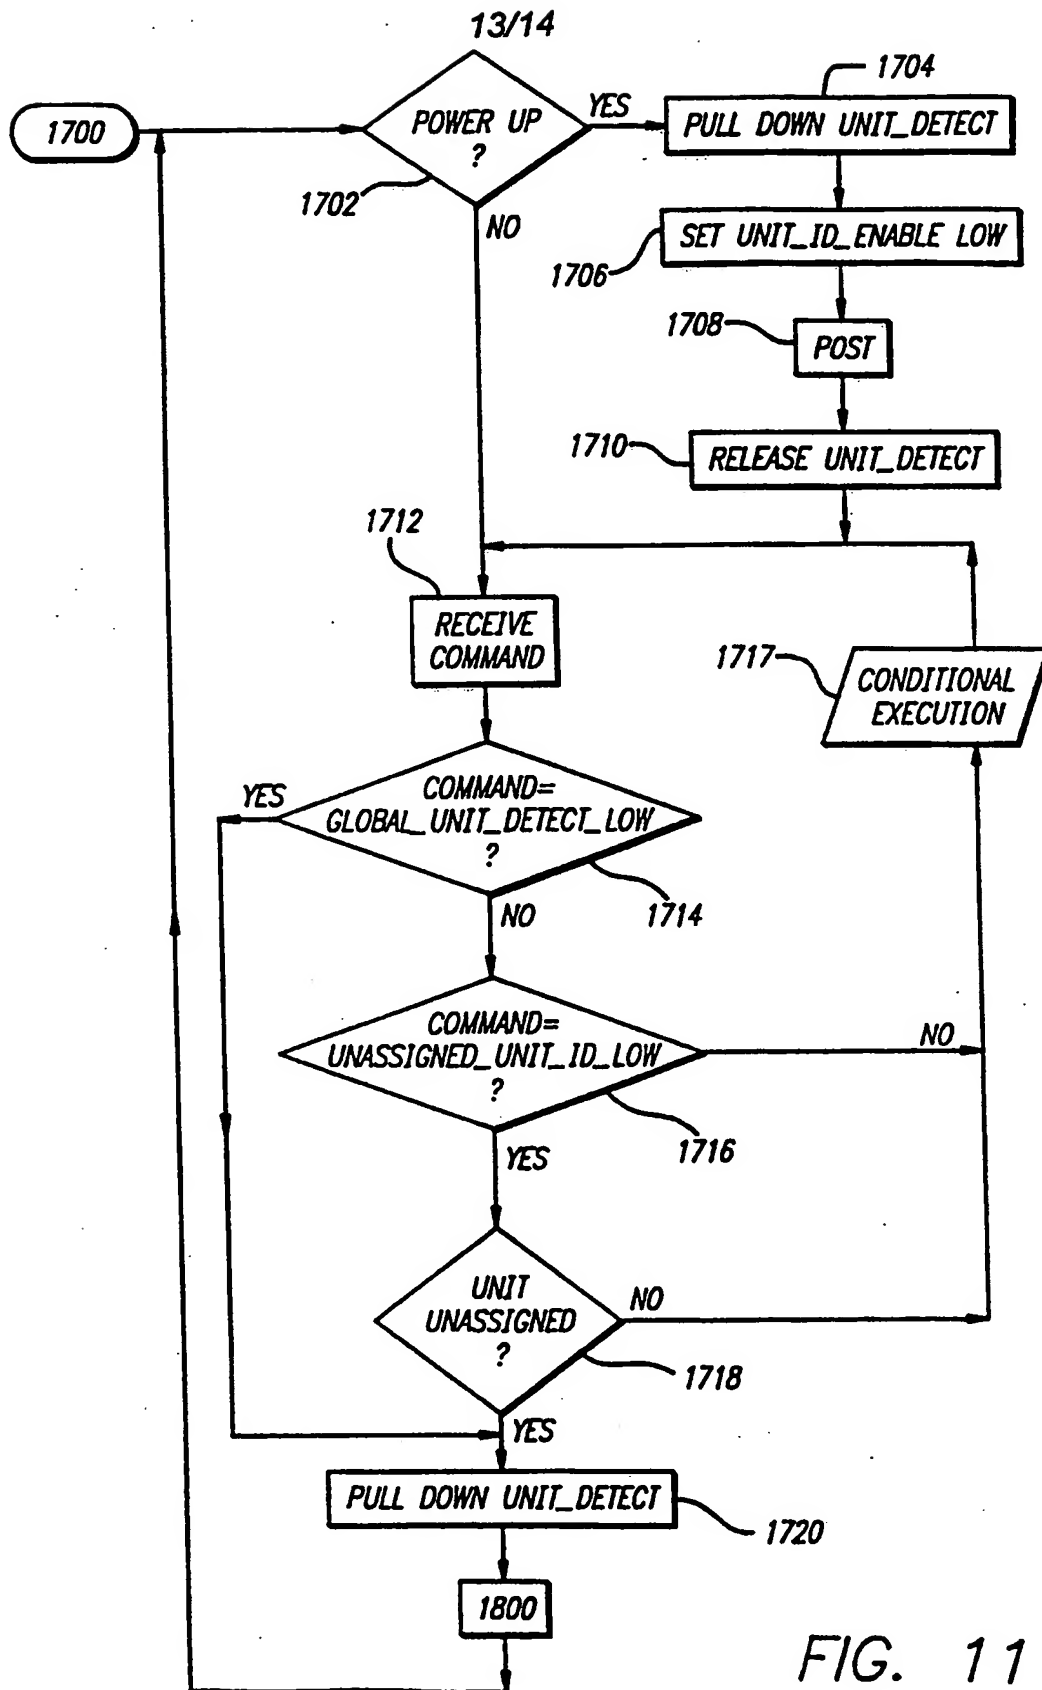 13/14
1700
POWER UP
?
1702
YES
NO
1704
PULL DOWN UNIT_DETECT
SET UNIT_ID_ENABLE LOW
1706
1708
POST
1710
RELEASE UNIT_DETECT
1712
RECEIVE
COMMAND
1717
CONDITIONAL
EXECUTION
YES
COMMAND=
GLOBAL_UNIT_DETECT_LOW
?
1714
NO
COMMAND=
UNASSIGNED_UNIT_ID_LOW
?
NO
1716
YES
UNIT
UNASSIGNED
?
NO
1718
YES
PULL DOWN UNIT_DETECT
1720
1800
FIG. 11